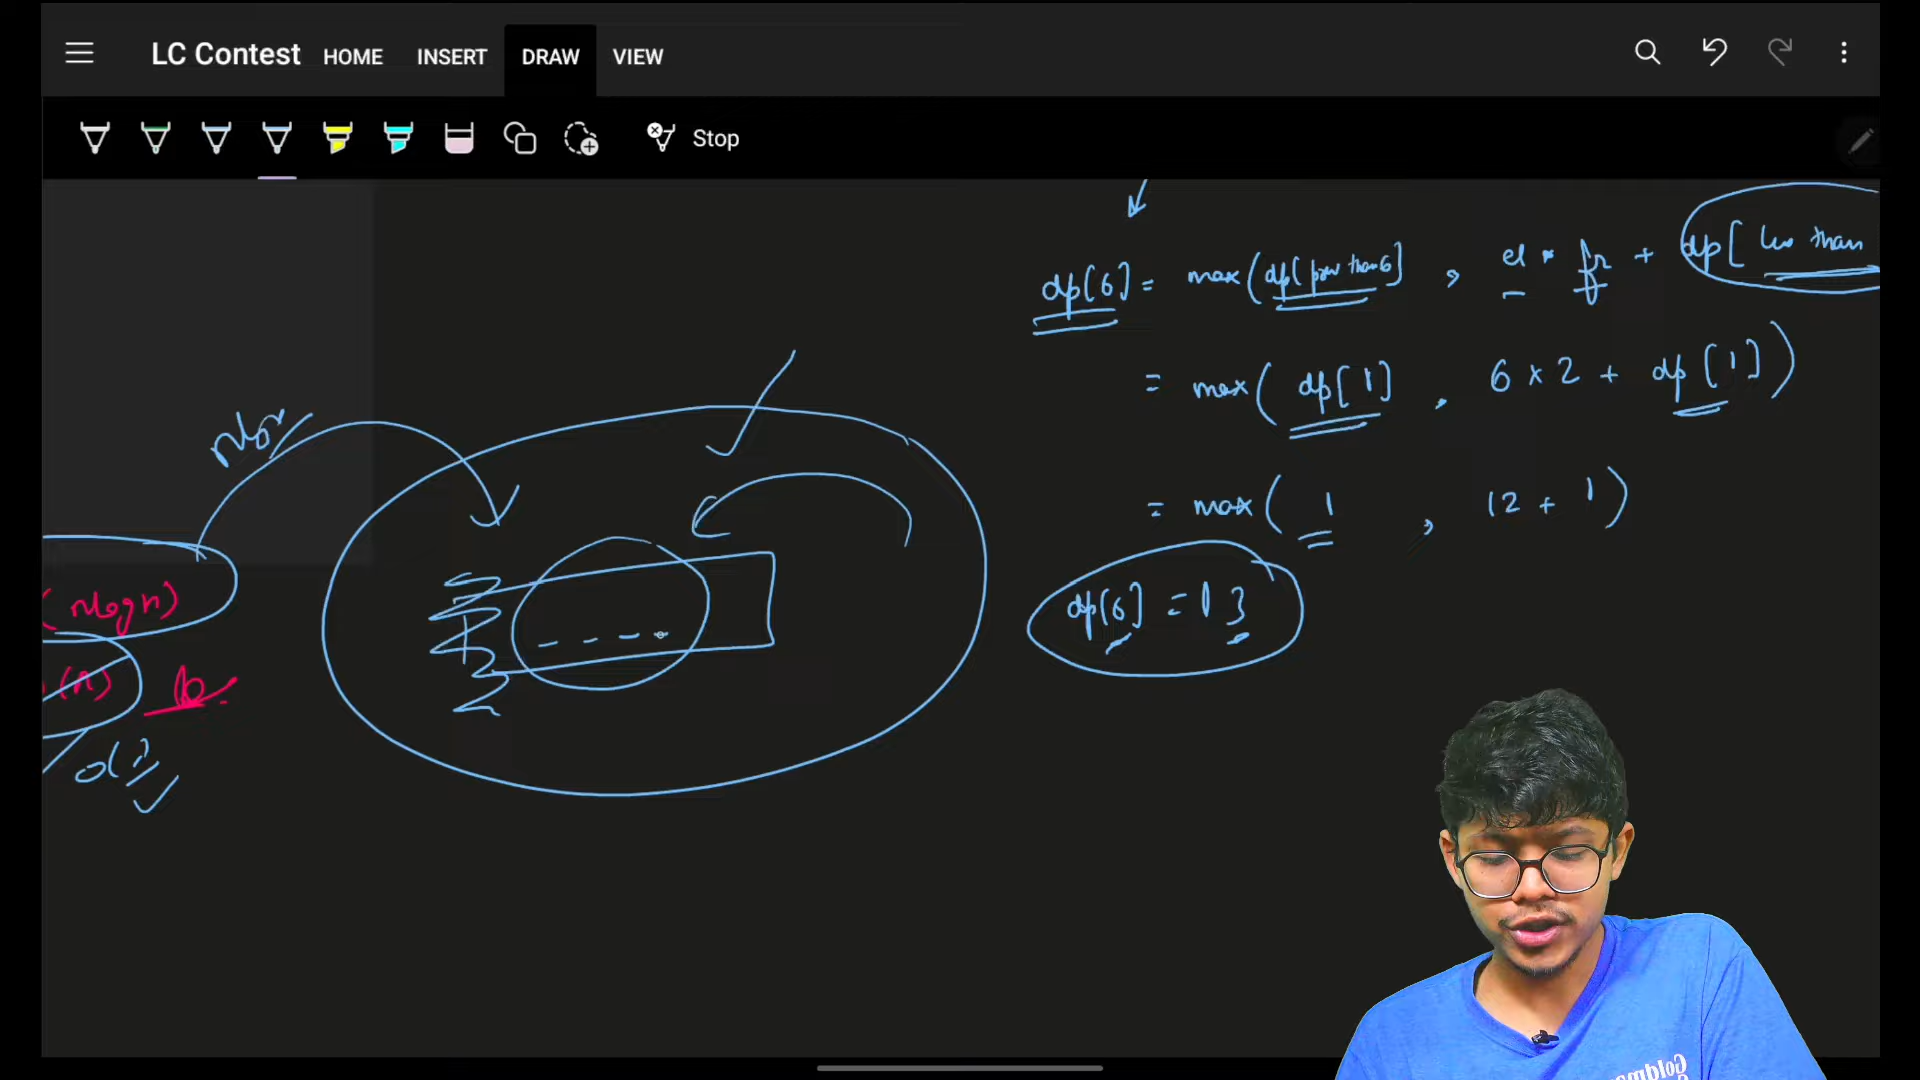 LC Contest HOME INSERT DRAW VIEW
Stop
dp[6] = max(dp[prev than 6] , el * fr + dp[less than
= max(dp[1] , 6 x 2 + dp[1])
= max(1 , 12 + 1)
dp[6] = 13
nlogn)
(n)